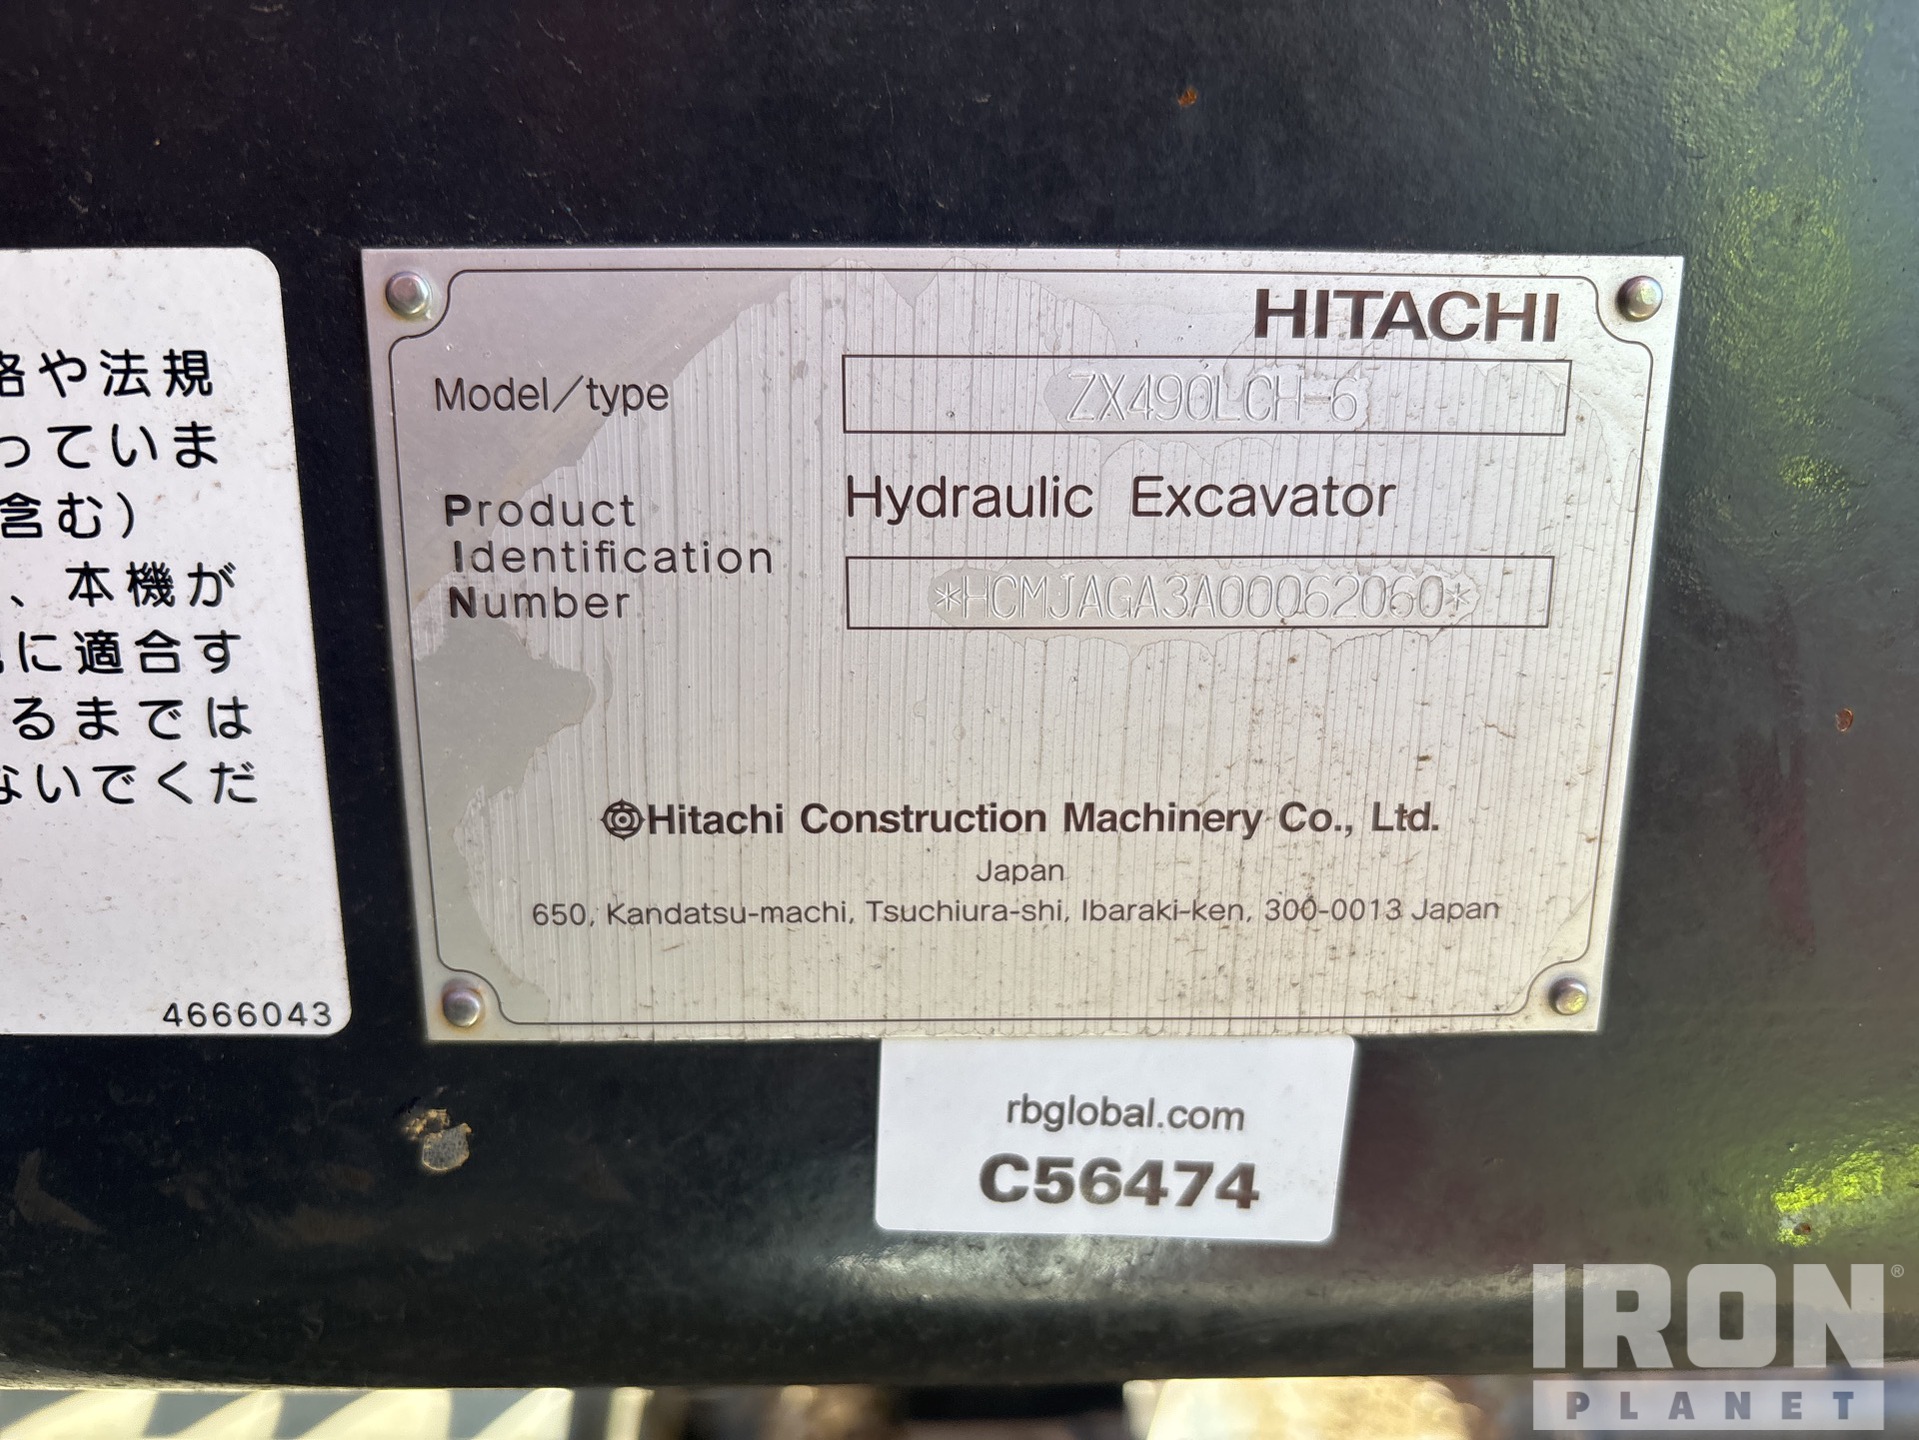 格や法規
っていま
含む）
、本機が
に適合す
るまでは
ないでくだ
4666043
HITACHI
Model/type ZX490LCH-6
Hydraulic Excavator
Product
Identification
Number
*HCMJAGA3A00062060*
Hitachi Construction Machinery Co., Ltd.
Japan
650, Kandatsu-machi, Tsuchiura-shi, Ibaraki-ken, 300-0013 Japan
rbglobal.com
C56474
IRON®
PLANET